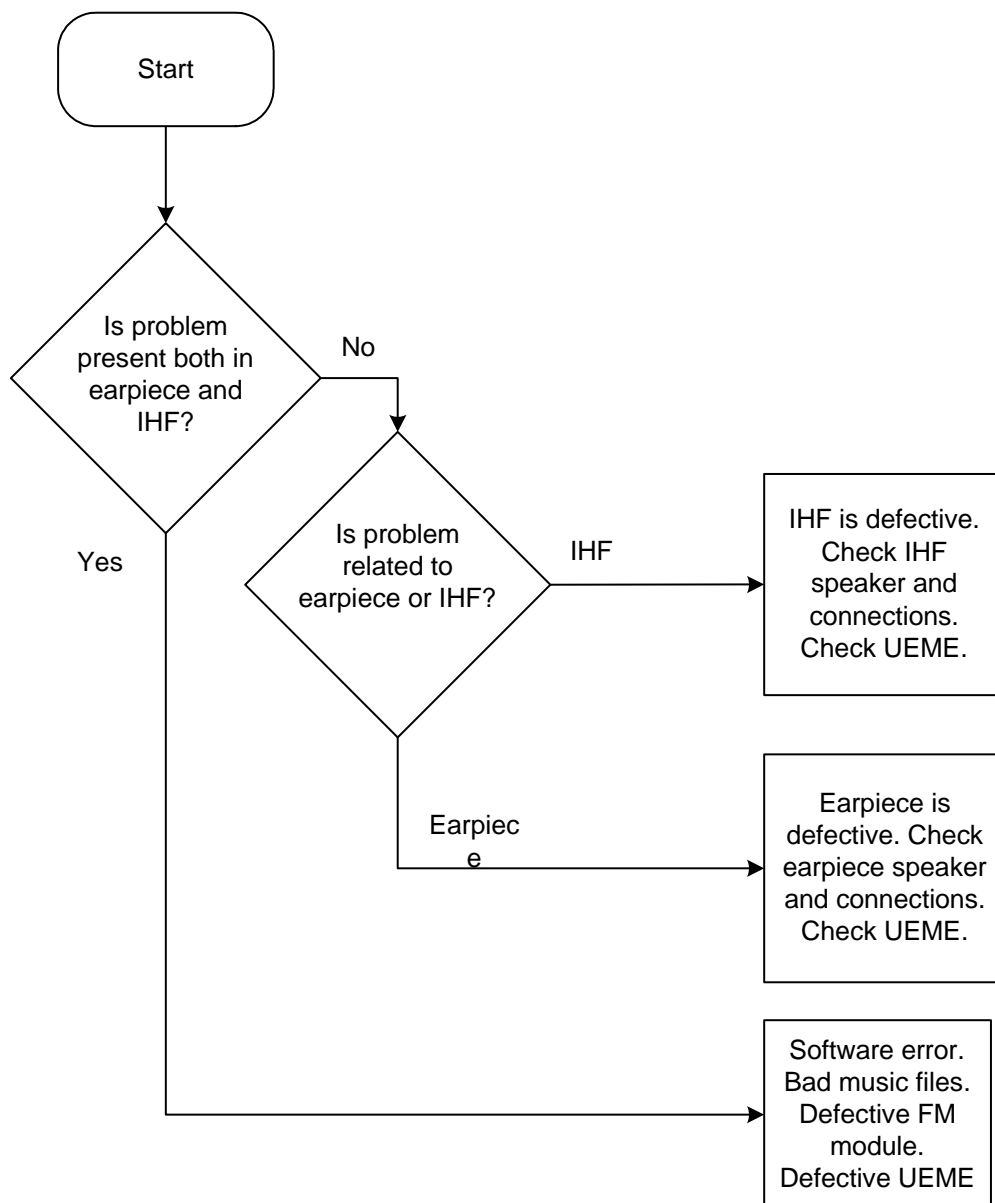 Start
Is problem
present both in
earpiece and
IHF?
No
Yes
Is problem
related to
earpiece or IHF?
IHF
IHF is defective.
Check IHF
speaker and
connections.
Check UEME.
Earpiec
e
Earpiece is
defective. Check
earpiece speaker
and connections.
Check UEME.
Software error.
Bad music files.
Defective FM
module.
Defective UEME